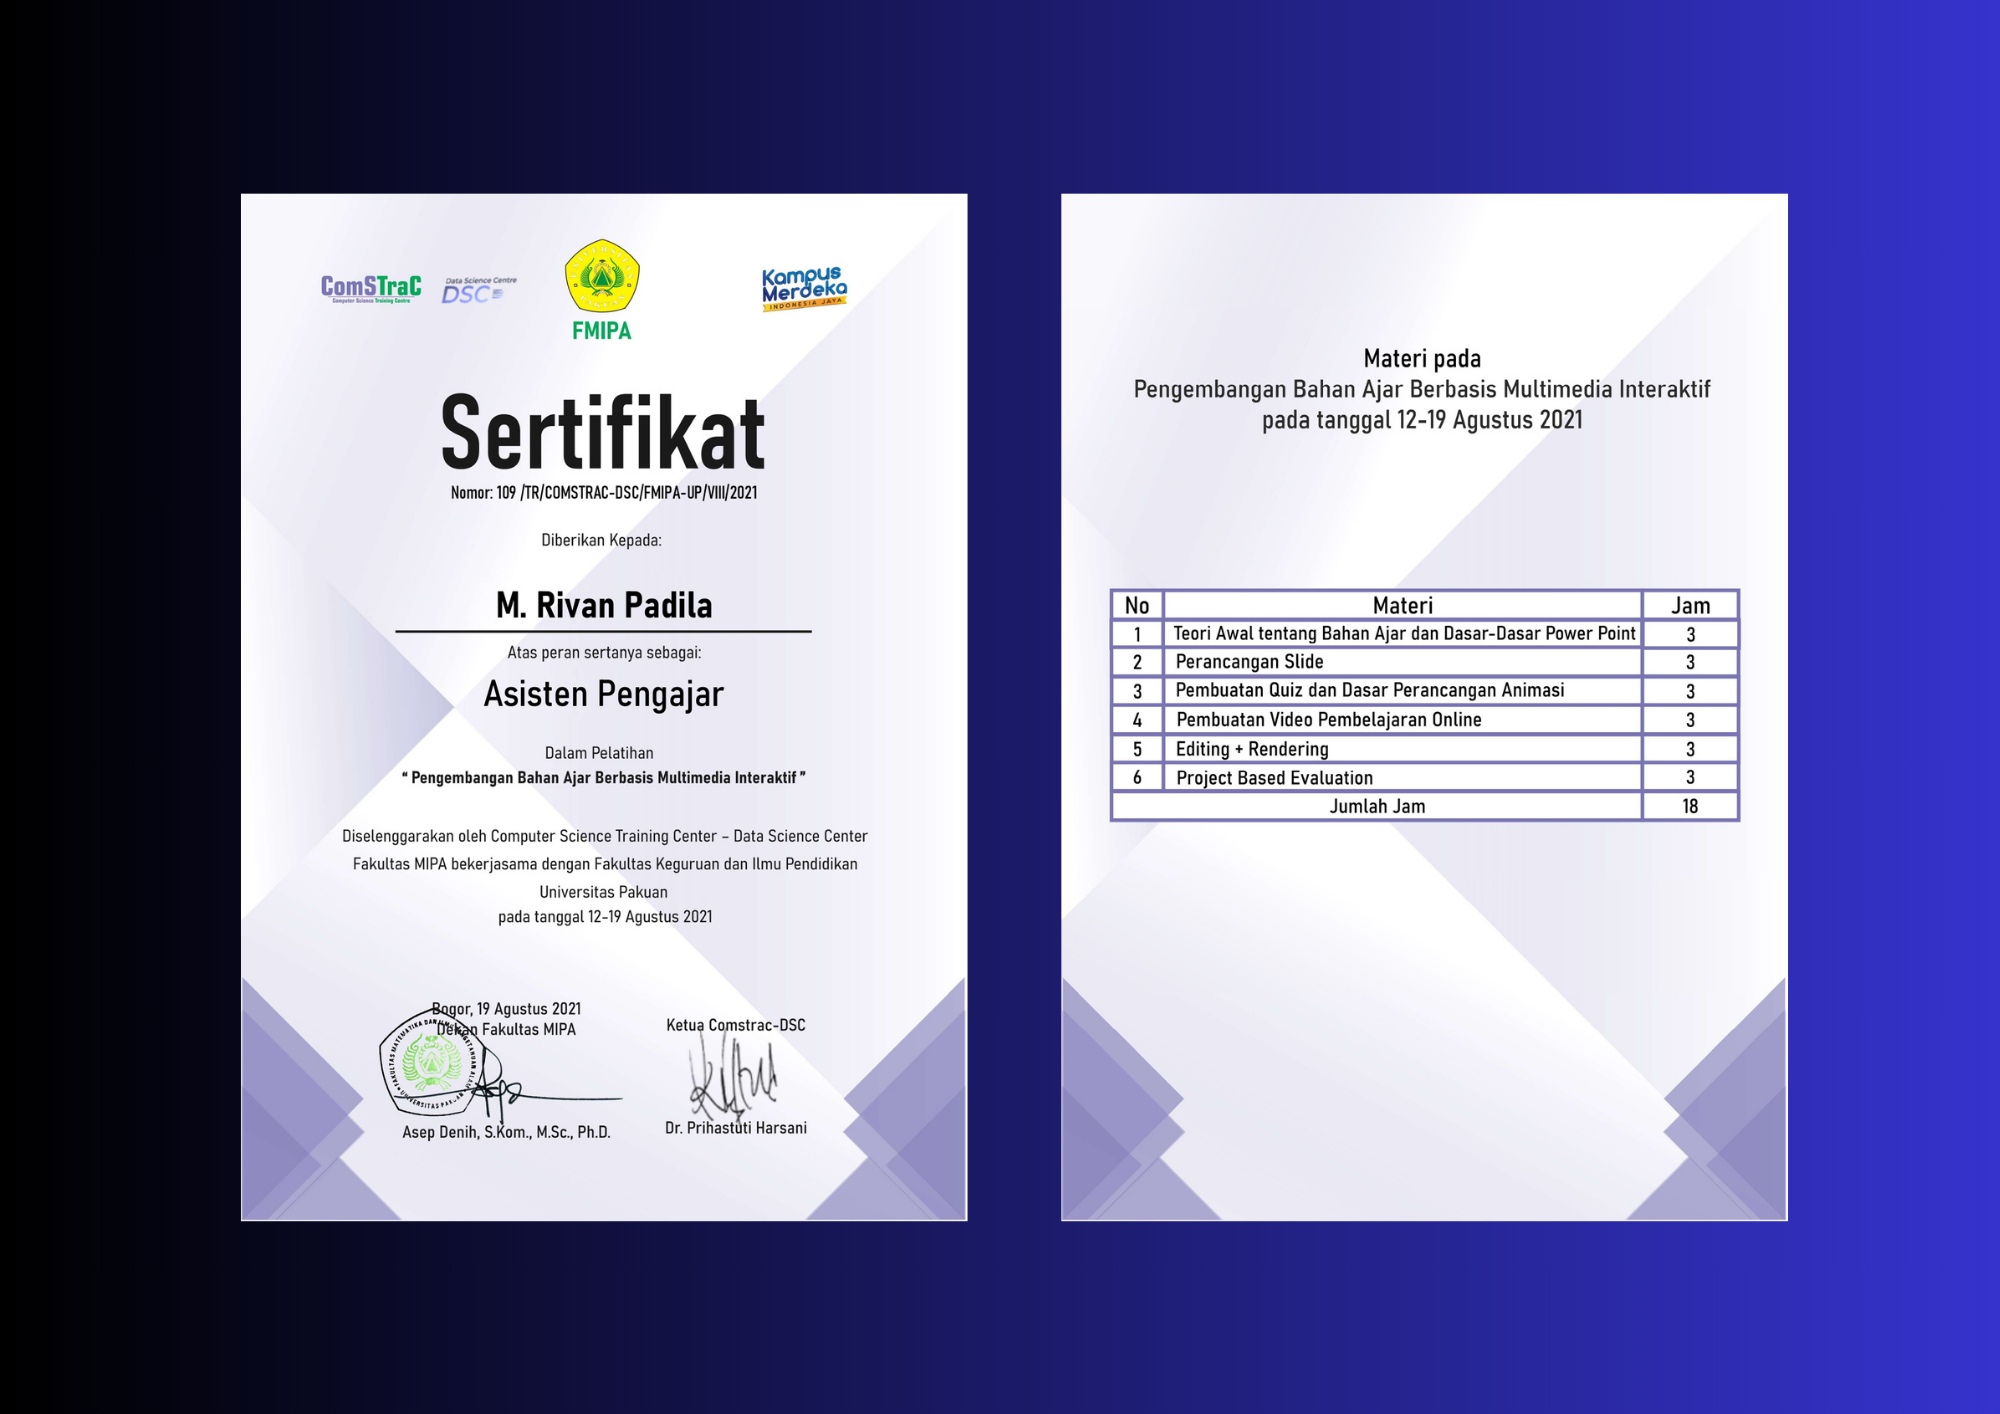 ComSTraC
Computer Science Training Centre
Data Science Centre
DSC
FMIPA
Kampus
Merdeka
INDONESIA JAYA
Sertifikat
Nomor: 109 /TR/COMSTRAC-DSC/FMIPA-UP/VIII/2021
Diberikan Kepada:
M. Rivan Padila
Atas peran sertanya sebagai:
Asisten Pengajar
Dalam Pelatihan
“ Pengembangan Bahan Ajar Berbasis Multimedia Interaktif ”
Diselenggarakan oleh Computer Science Training Center – Data Science Center
Fakultas MIPA bekerjasama dengan Fakultas Keguruan dan Ilmu Pendidikan
Universitas Pakuan
pada tanggal 12-19 Agustus 2021
Bogor, 19 Agustus 2021
Dekan Fakultas MIPA
Asep Denih, S.Kom., M.Sc., Ph.D.
Ketua Comstrac-DSC
Dr. Prihastuti Harsani
Materi pada
Pengembangan Bahan Ajar Berbasis Multimedia Interaktif
pada tanggal 12-19 Agustus 2021
No Materi Jam
1 Teori Awal tentang Bahan Ajar dan Dasar-Dasar Power Point 3
2 Perancangan Slide 3
3 Pembuatan Quiz dan Dasar Perancangan Animasi 3
4 Pembuatan Video Pembelajaran Online 3
5 Editing + Rendering 3
6 Project Based Evaluation 3
Jumlah Jam 18